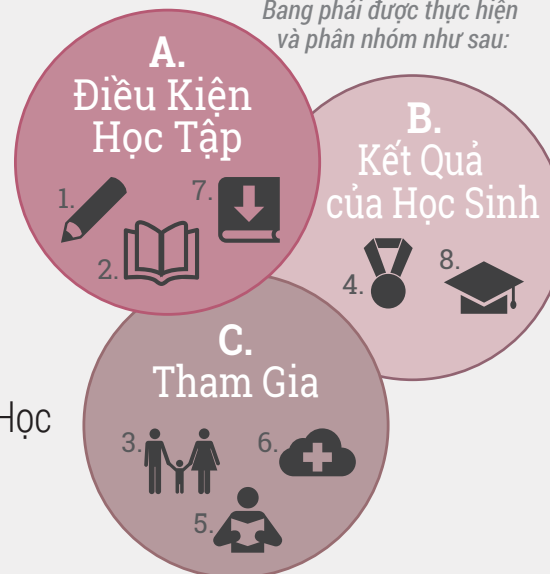 Bang phải được thực hiện
và phân nhóm như sau:
A.
Điều Kiện
Học Tập
1.
7.
2.
B.
Kết Quả
của Học Sinh
4.
8.
C.
Tham Gia
3.
6.
5.
Học